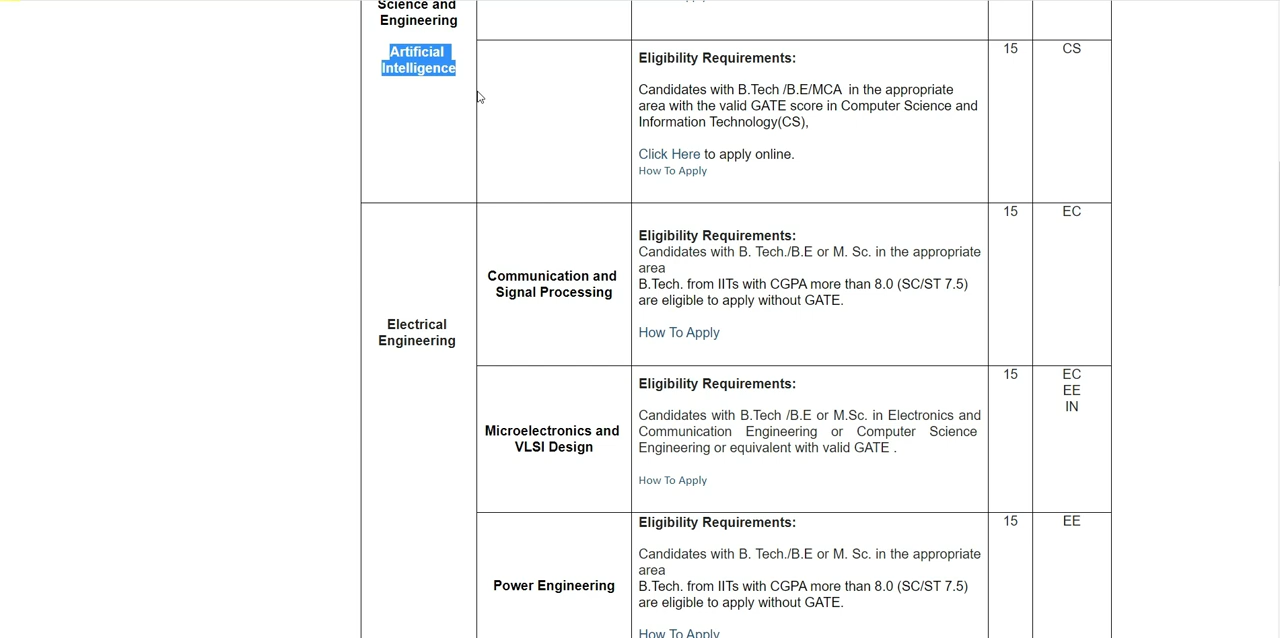 Science and
Engineering
Artificial
Intelligence
Eligibility Requirements:
Candidates with B.Tech /B.E/MCA in the appropriate
area with the valid GATE score in Computer Science and
Information Technology(CS),
Click Here to apply online.
How To Apply
15
CS
Electrical
Engineering
Communication and
Signal Processing
Eligibility Requirements:
Candidates with B. Tech./B.E or M. Sc. in the appropriate
area
B.Tech. from IITs with CGPA more than 8.0 (SC/ST 7.5)
are eligible to apply without GATE.
How To Apply
15
EC
Microelectronics and
VLSI Design
Eligibility Requirements:
Candidates with B.Tech /B.E or M.Sc. in Electronics and
Communication Engineering or Computer Science
Engineering or equivalent with valid GATE .
How To Apply
15
EC
EE
IN
Power Engineering
Eligibility Requirements:
Candidates with B. Tech./B.E or M. Sc. in the appropriate
area
B.Tech. from IITs with CGPA more than 8.0 (SC/ST 7.5)
are eligible to apply without GATE.
How To Apply
15
EE